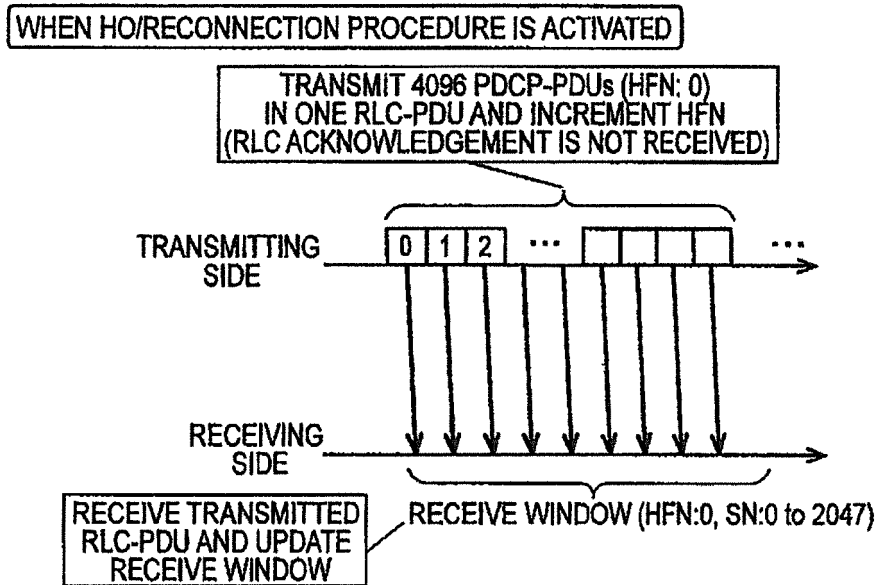 WHEN HO/RECONNECTION PROCEDURE IS ACTIVATED
TRANSMIT 4096 PDCP-PDUs (HFN: 0)
IN ONE RLC-PDU AND INCREMENT HFN
(RLC ACKNOWLEDGEMENT IS NOT RECEIVED)
TRANSMITTING
SIDE
0 1 2 ... ...
RECEIVING
SIDE
RECEIVE WINDOW (HFN:0, SN:0 to 2047)
RECEIVE TRANSMITTED
RLC-PDU AND UPDATE
RECEIVE WINDOW